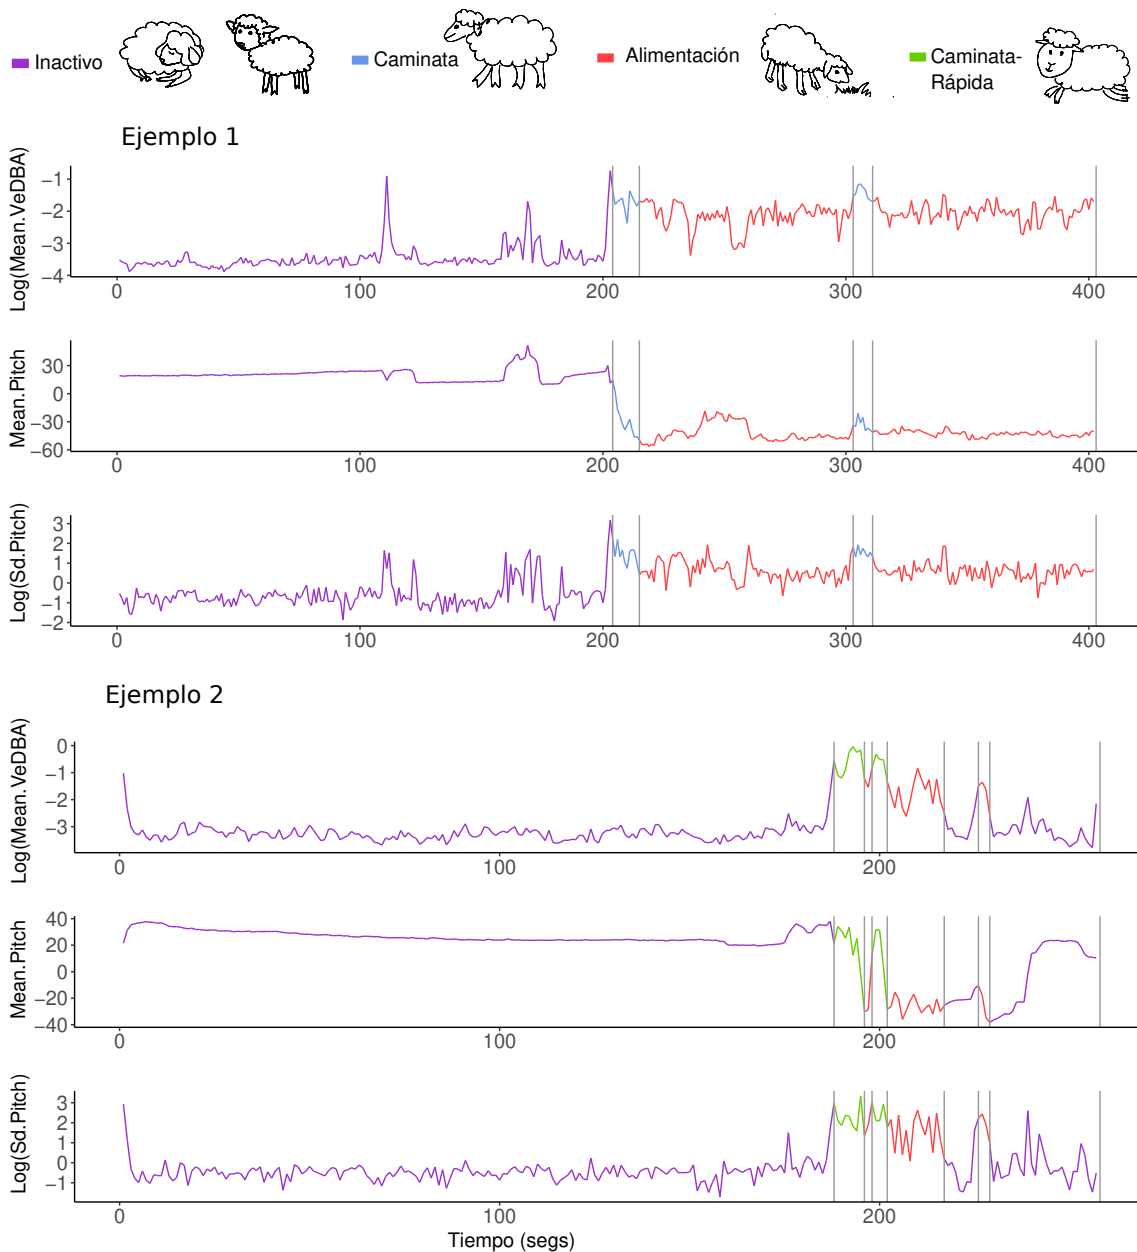 Inactivo
Caminata
Alimentación
Caminata-
Rápida
Ejemplo 1
Log(Mean.VeDBA)
−1
−2
−3
−4
0 100 200 300 400
Mean.Pitch
30
0
−30
−60
0 100 200 300 400
Log(Sd.Pitch)
3
2
1
0
−1
−2
0 100 200 300 400
Ejemplo 2
Log(Mean.VeDBA)
0
−1
−2
−3
0 100 200
Mean.Pitch
40
20
0
−20
−40
0 100 200
Log(Sd.Pitch)
3
2
1
0
−1
0 100 200
Tiempo (segs)